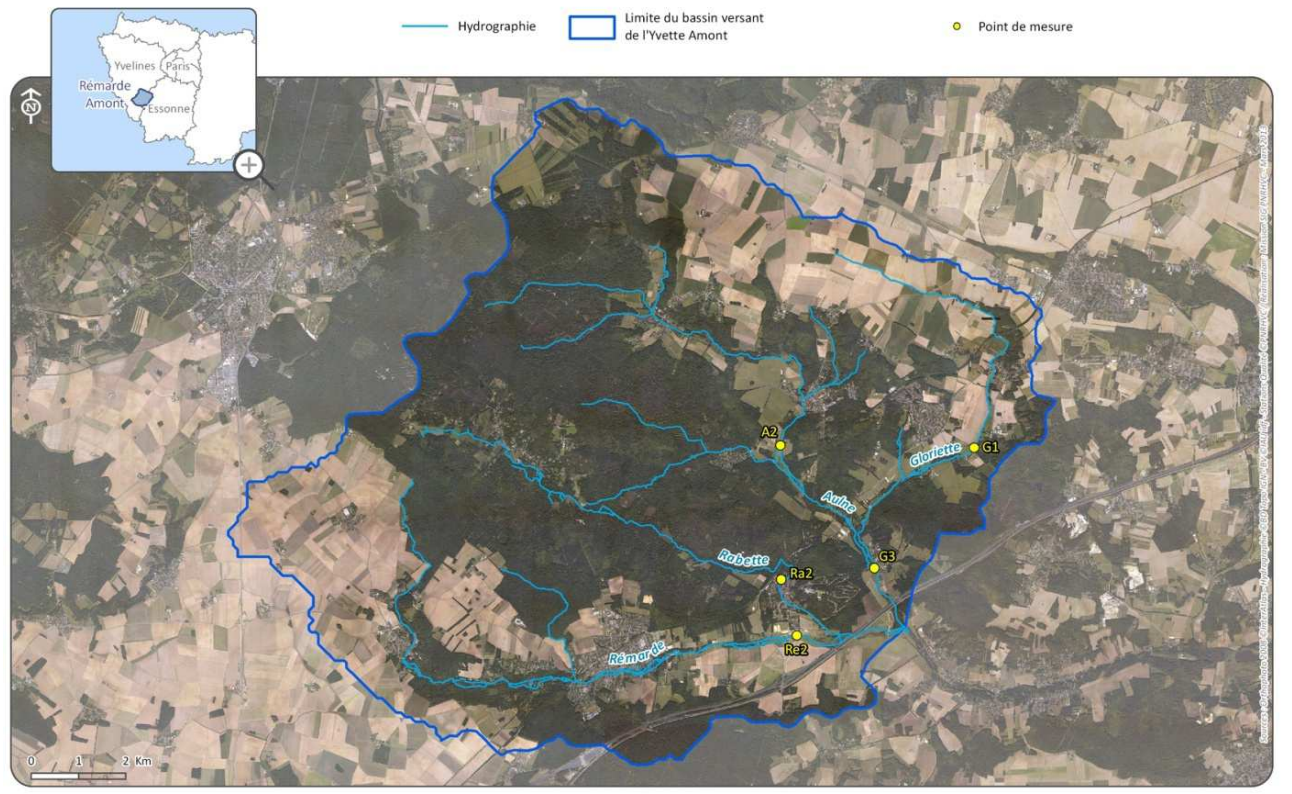 Hydrographie
Limite du bassin versant
de l'Yvette Amont
Point de mesure
Yvelines
Paris
Rémarde
Amont
Essonne
N
A2
G1
Gloriette
Aulne
G3
Rabette
Ra2
Re2
Rémarde
0 1 2 Km